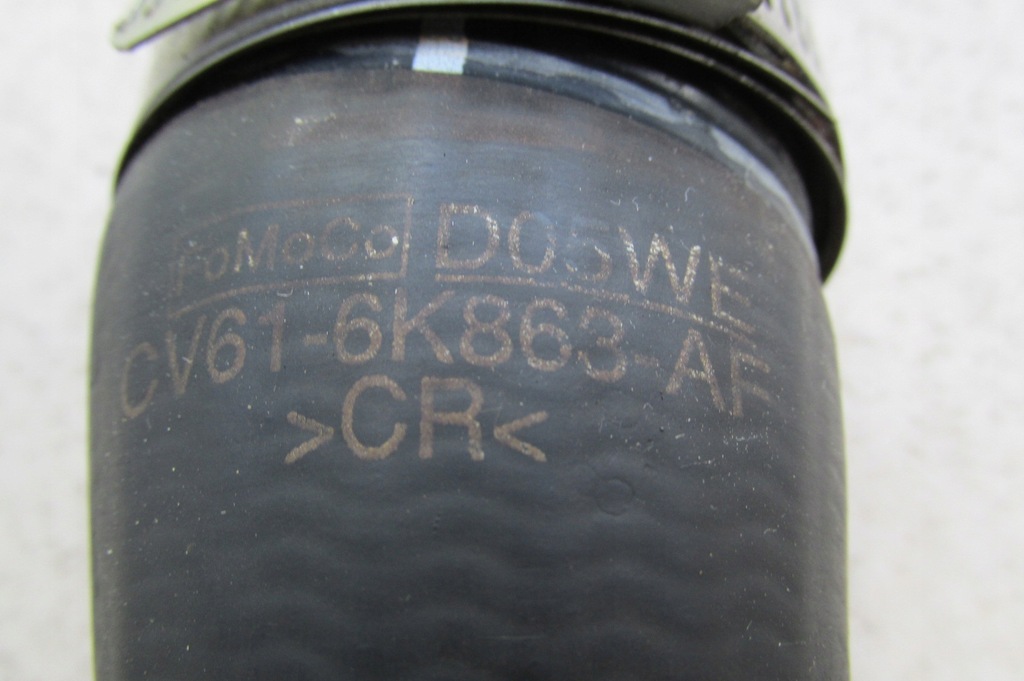 FoMoCo D05WE
CV61-6K863-AF
>CR<